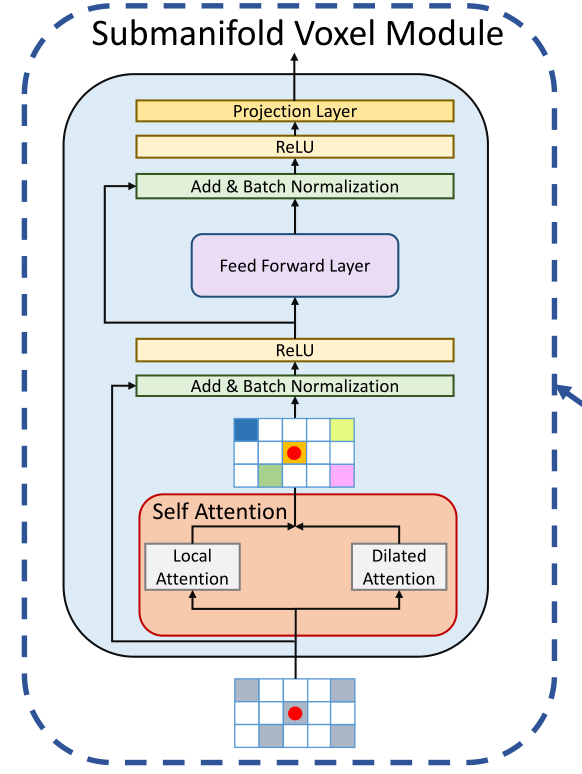 Submanifold Voxel Module
Projection Layer
ReLU
Add & Batch Normalization
Feed Forward Layer
ReLU
Add & Batch Normalization
Self Attention
Local
Attention
Dilated
Attention